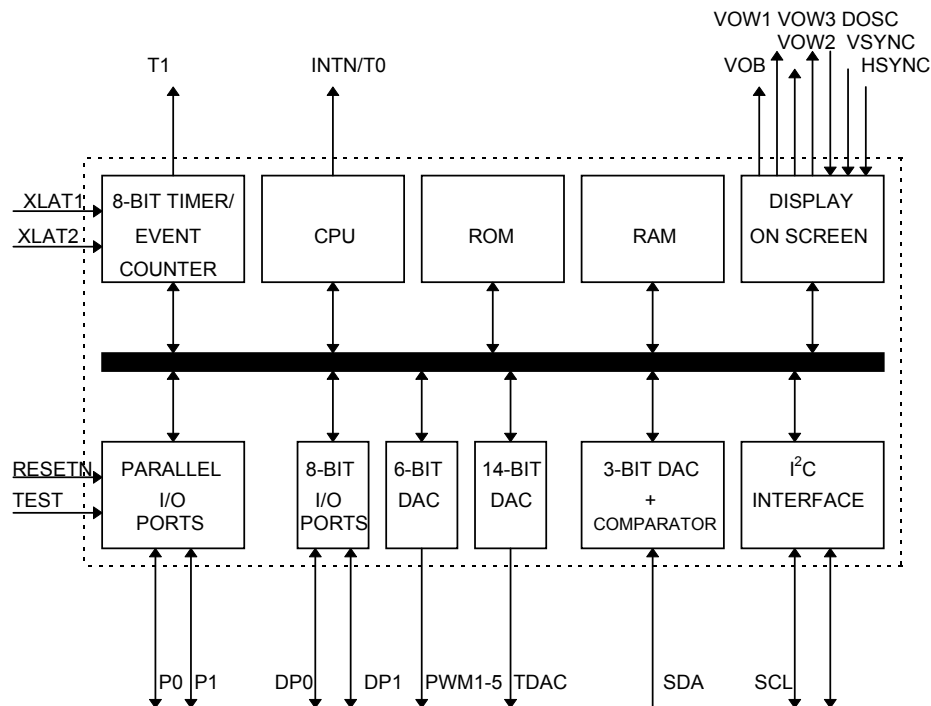 VOW1 VOW3 DOSC
VOW2 VSYNC
T1 INTN/T0 VOB HSYNC
XLAT1
XLAT2
8-BIT TIMER/
EVENT
COUNTER
CPU
ROM
RAM
DISPLAY
ON SCREEN
RESETN
TEST
PARALLEL
I/O
PORTS
8-BIT
I/O
PORTS
6-BIT
DAC
14-BIT
DAC
3-BIT DAC
+
COMPARATOR
I²C
INTERFACE
P0 P1 DP0 DP1 PWM1-5 TDAC SDA SCL